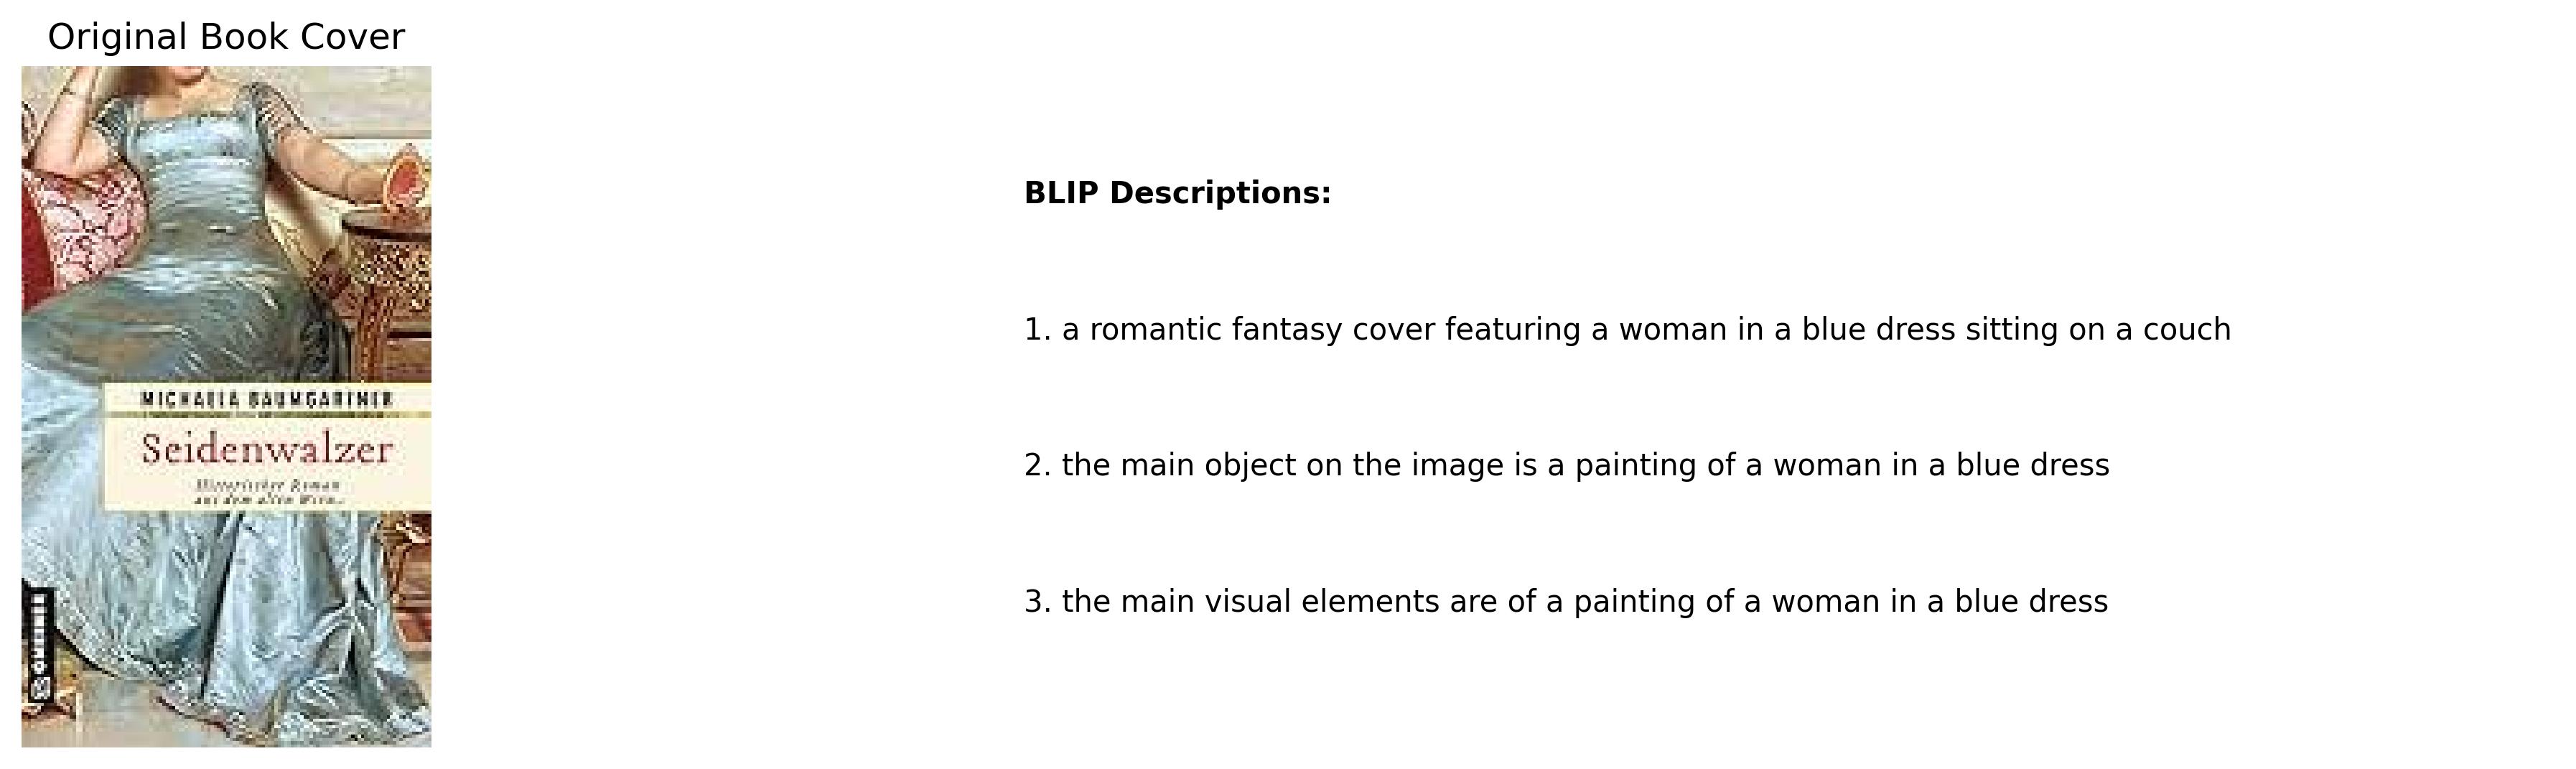 Original Book Cover
MICHAELA BAUMGARTNER
Seidenwalzer
Historischer Roman
aus dem alten Wien
GMEINER
BLIP Descriptions:
1. a romantic fantasy cover featuring a woman in a blue dress sitting on a couch
2. the main object on the image is a painting of a woman in a blue dress
3. the main visual elements are of a painting of a woman in a blue dress